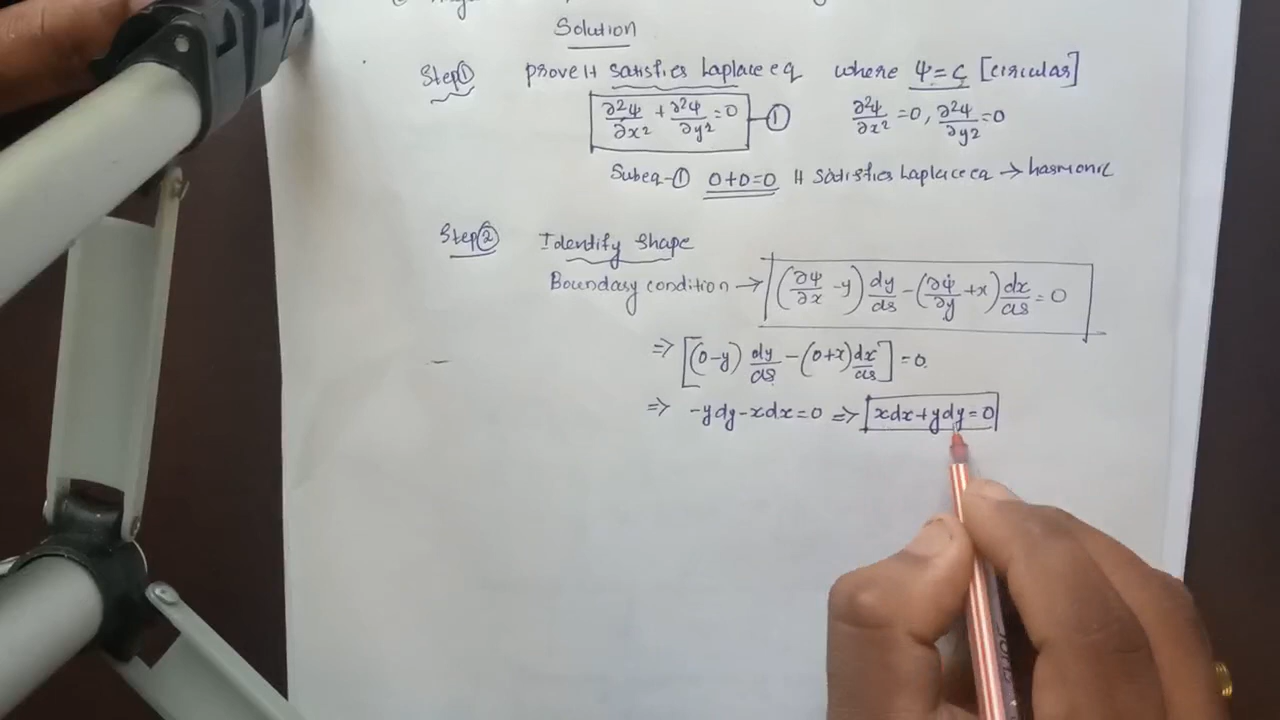 Solution
Step① prove it satisfies Laplace eq where ψ=C [circular]
∂²ψ/∂x² + ∂²ψ/∂y² = 0 —① ∂²ψ/∂x² = 0, ∂²ψ/∂y² = 0
Sub eq-① 0+0=0 it satisfies Laplace eq → harmonic
Step② Identify shape
Boundary condition → (∂ψ/∂x - y) dy/ds - (∂ψ/∂y + x) dx/ds = 0
⇒ [(0-y) dy/ds - (0+x) dx/ds] = 0
⇒ -ydy - xdx = 0 ⇒ xdx + ydy = 0